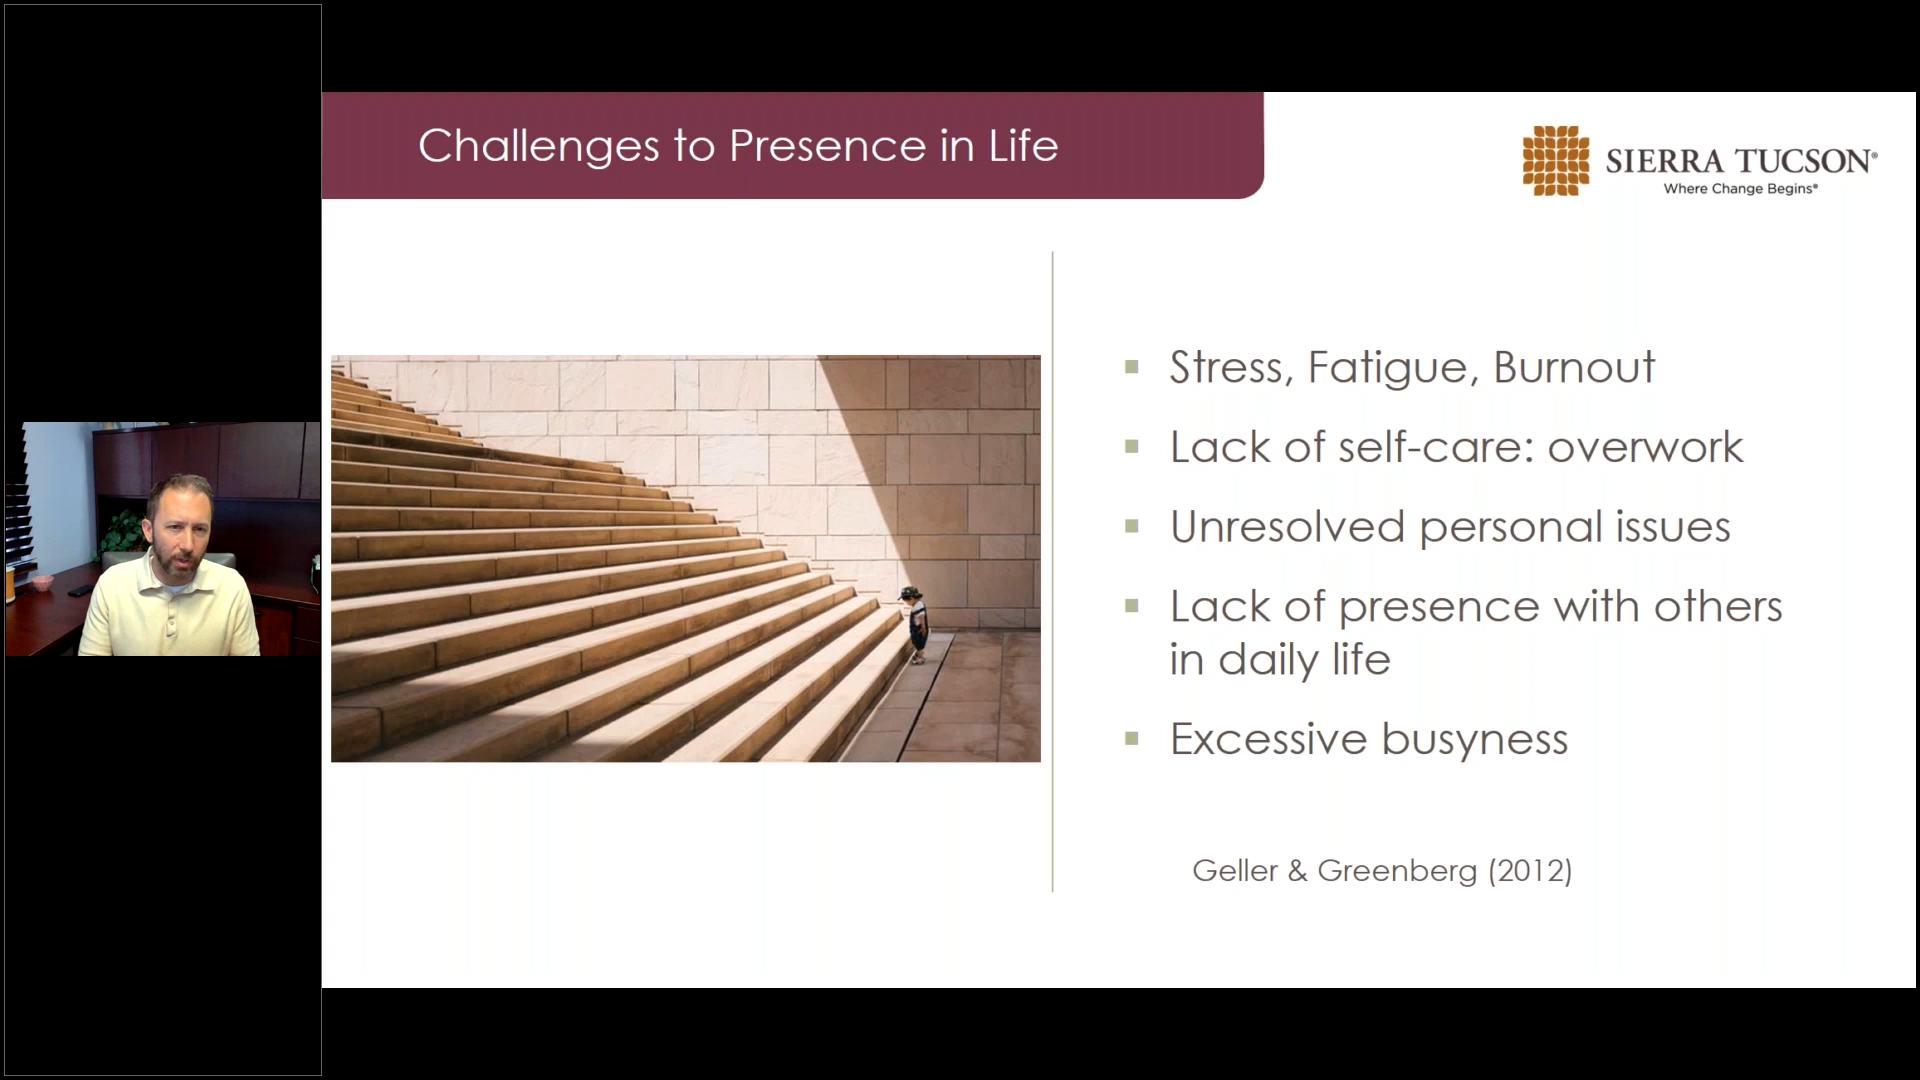 Challenges to Presence in Life
SIERRA TUCSON®
Where Change Begins®
Stress, Fatigue, Burnout
Lack of self-care: overwork
Unresolved personal issues
Lack of presence with others
in daily life
Excessive busyness
Geller & Greenberg (2012)